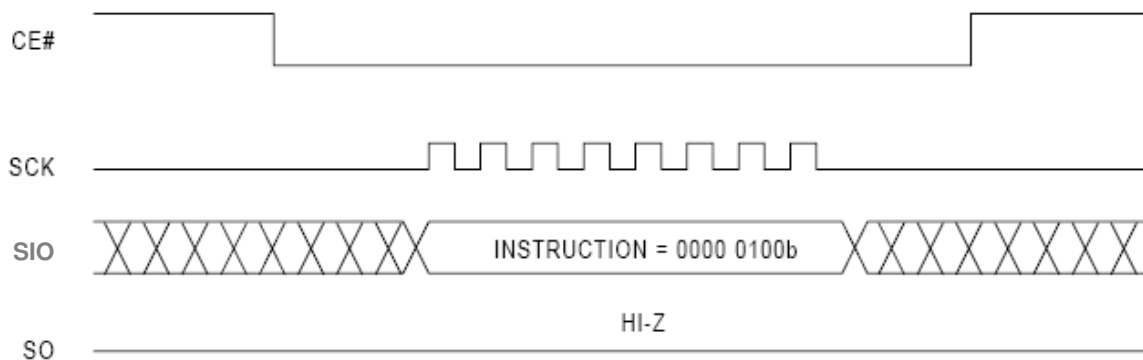 CE#
SCK
SIO
INSTRUCTION = 0000 0100b
HI-Z
SO